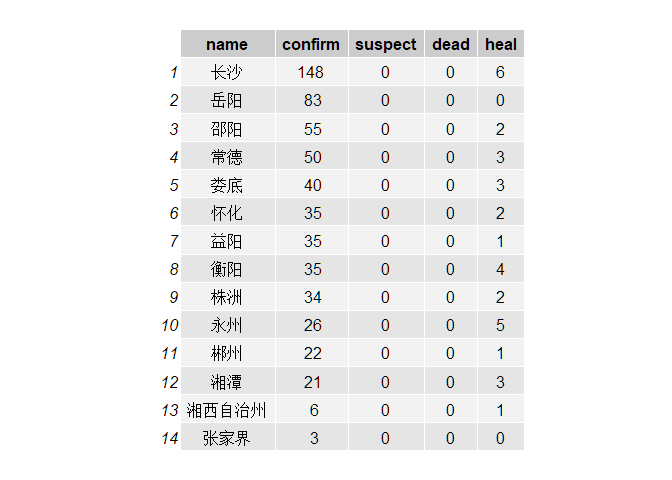 name confirm suspect dead heal
1 长沙 148 0 0 6
2 岳阳 83 0 0 0
3 邵阳 55 0 0 2
4 常德 50 0 0 3
5 娄底 40 0 0 3
6 怀化 35 0 0 2
7 益阳 35 0 0 1
8 衡阳 35 0 0 4
9 株洲 34 0 0 2
10 永州 26 0 0 5
11 郴州 22 0 0 1
12 湘潭 21 0 0 3
13 湘西自治州 6 0 0 1
14 张家界 3 0 0 0